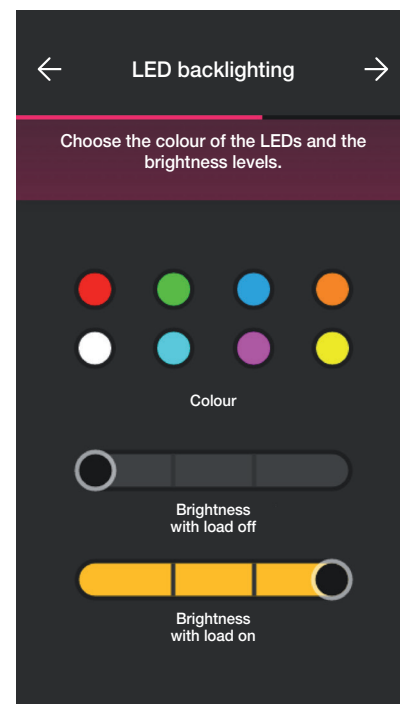 LED backlighting
Choose the colour of the LEDs and the
brightness levels.
Colour
Brightness
with load off
Brightness
with load on